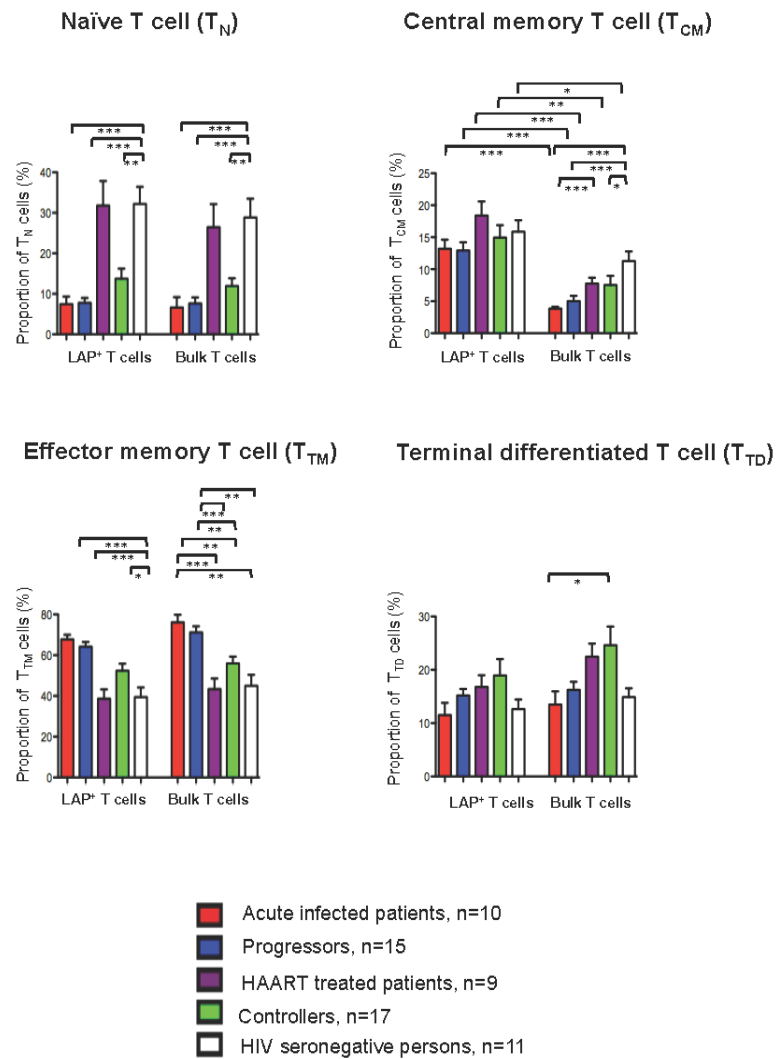 Naïve T cell (TN)
Central memory T cell (TCM)
***
***
**
***
***
**
*
**
***
***
***
***
***
***
*
Proportion of TN cells (%)
40
30
20
10
0
LAP+ T cells
Bulk T cells
Proportion of TCM cells (%)
25
20
15
10
5
0
LAP+ T cells
Bulk T cells
Effector memory T cell (TTM)
Terminal differentiated T cell (TTD)
***
***
*
**
***
**
**
***
**
*
Proportion of TTM cells (%)
80
60
40
20
0
LAP+ T cells
Bulk T cells
Proportion of TTD cells (%)
30
20
10
0
LAP+ T cells
Bulk T cells
Acute infected patients, n=10
Progressors, n=15
HAART treated patients, n=9
Controllers, n=17
HIV seronegative persons, n=11